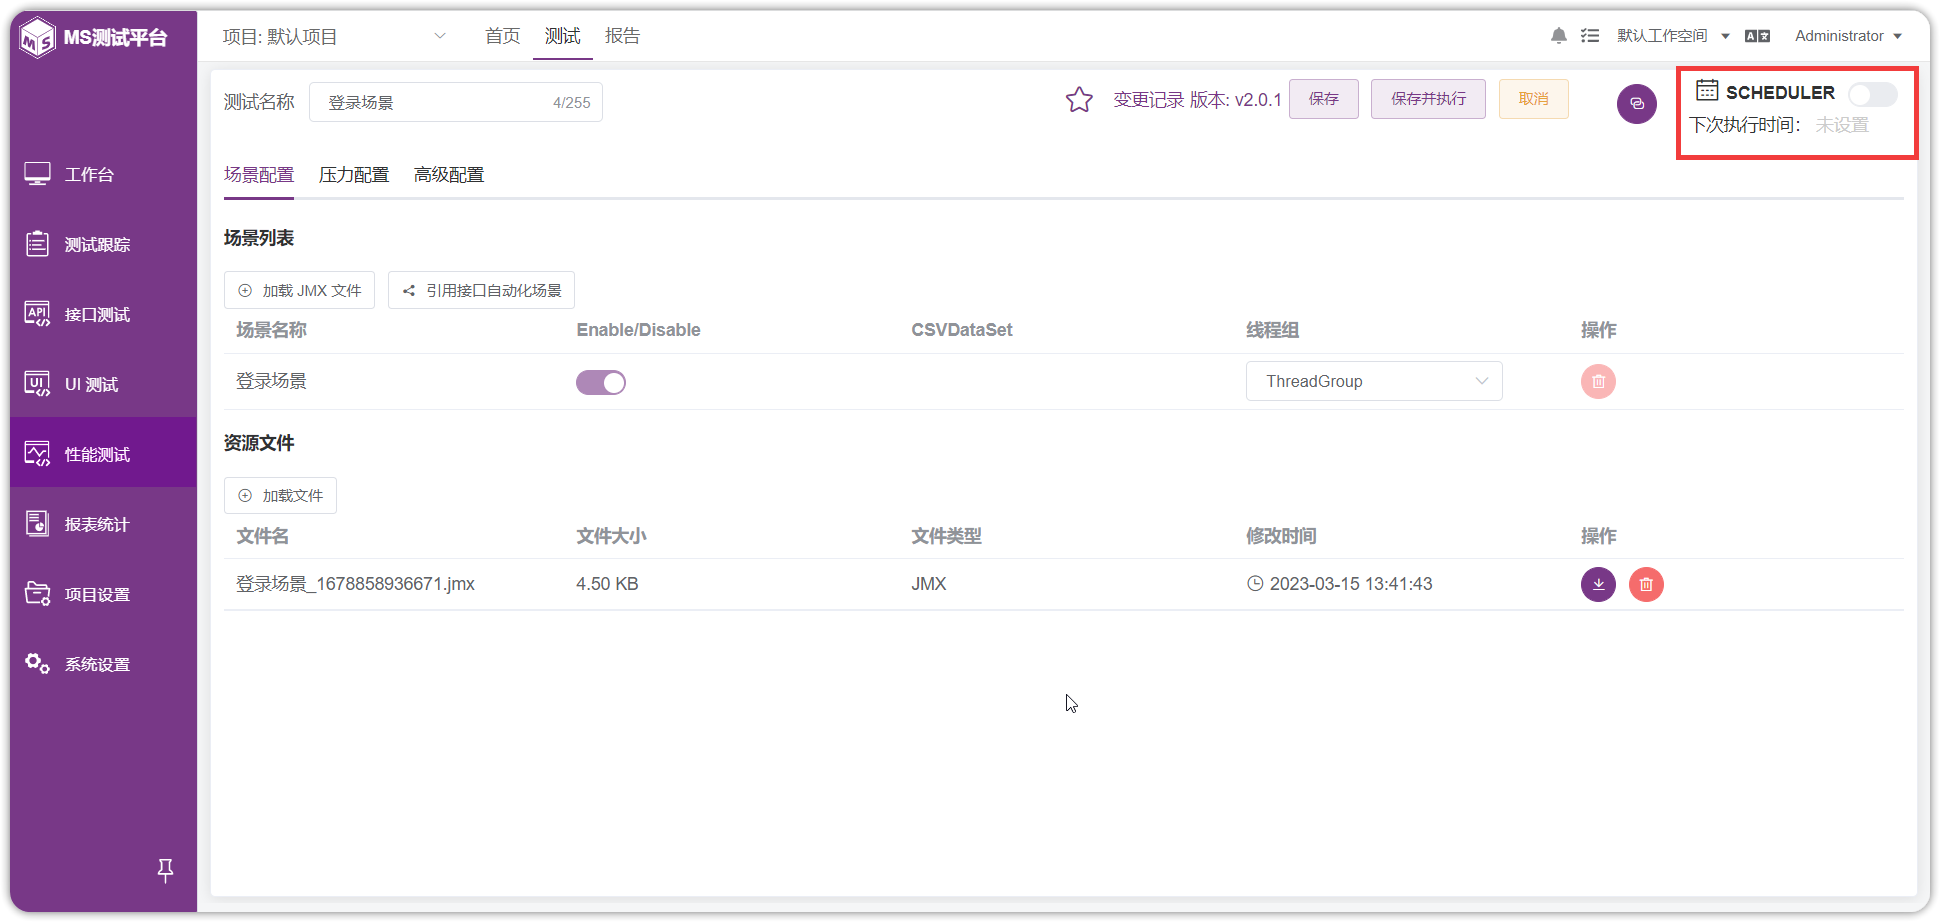 MS测试平台
项目: 默认项目
首页
测试
报告
默认工作空间
Administrator
测试名称
登录场景
4/255
变更记录 版本: v2.0.1
保存
保存并执行
取消
SCHEDULER
下次执行时间： 未设置
工作台
测试跟踪
API 接口测试
UI UI 测试
性能测试
报表统计
项目设置
系统设置
场景配置
压力配置
高级配置
场景列表
加载 JMX 文件
引用接口自动化场景
场景名称 Enable/Disable CSVDataSet 线程组 操作
登录场景 ThreadGroup
资源文件
加载文件
文件名 文件大小 文件类型 修改时间 操作
登录场景_1678858936671.jmx 4.50 KB JMX 2023-03-15 13:41:43